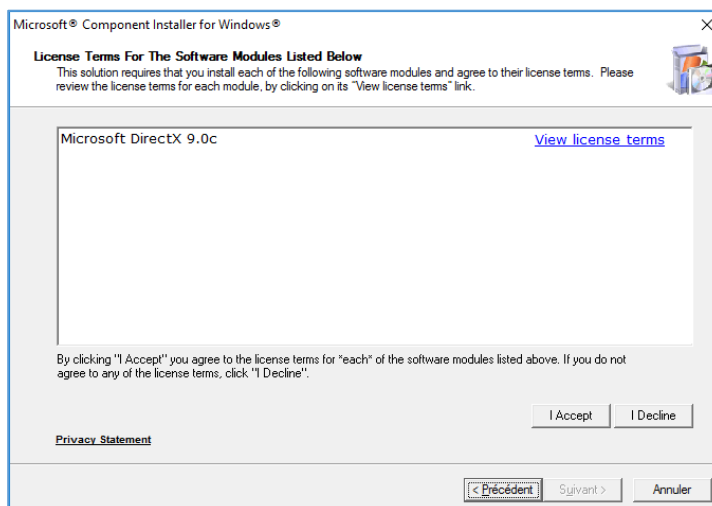 Microsoft® Component Installer for Windows®
License Terms For The Software Modules Listed Below
This solution requires that you install each of the following software modules and agree to their license terms. Please
review the license terms for each module, by clicking on its "View license terms" link.
Microsoft DirectX 9.0c View license terms
By clicking "I Accept" you agree to the license terms for *each* of the software modules listed above. If you do not
agree to any of the license terms, click "I Decline".
I Accept I Decline
Privacy Statement
< Précédent Suivant > Annuler